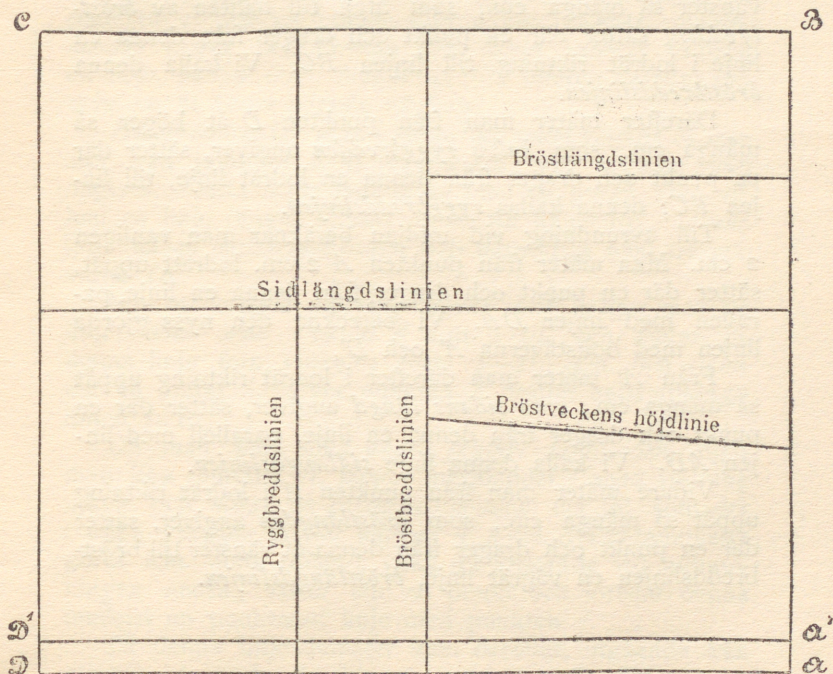 C B
Bröstlängdslinien
Sidlängdslinien
Bröstveckens höjdlinie
Ryggbreddslinien
Bröstbreddslinien
D' a'
D a